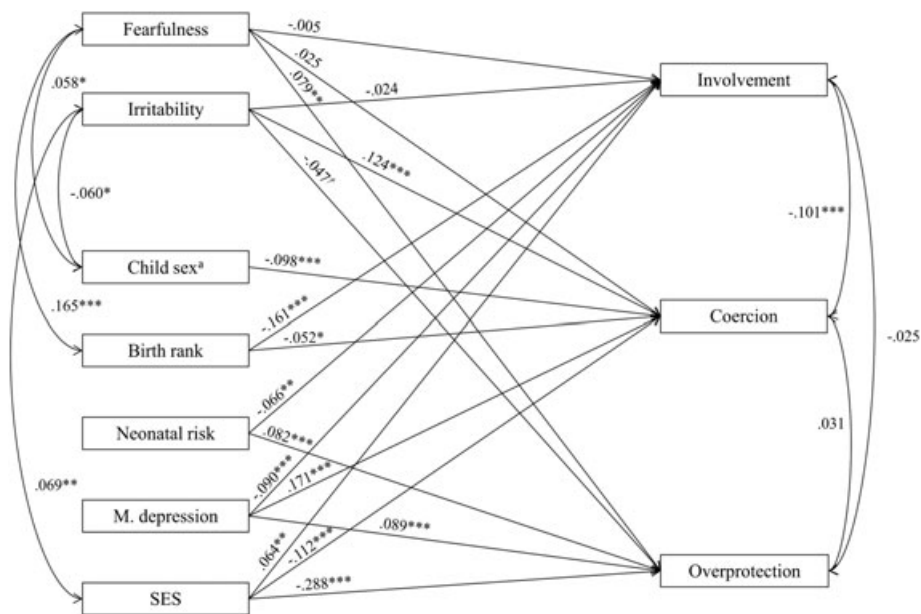 Fearfulness
-.005
.025
.079**
Involvement
.058*
Irritability
-.024
.124***
-.047†
-.060*
-.101***
Child sexᵃ
-.098***
.165***
-.161***
Coercion
Birth rank
-.052*
-.025
-.066**
Neonatal risk
.082***
.031
.069**
-.090***
.171***
M. depression
.089***
.064**
-.112***
Overprotection
SES
-.288***